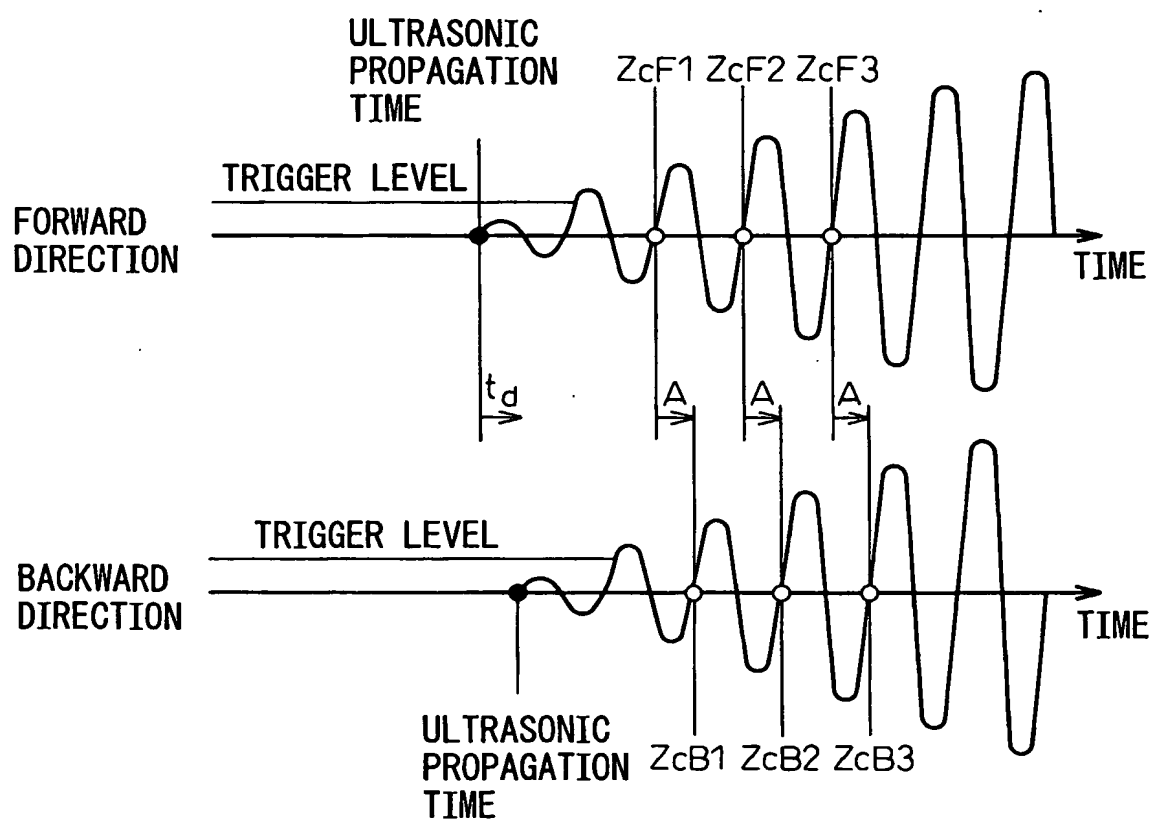 ULTRASONIC
PROPAGATION
TIME
ZcF1 ZcF2 ZcF3
TRIGGER LEVEL
FORWARD
DIRECTION
TIME
td
A
A
A
TRIGGER LEVEL
BACKWARD
DIRECTION
TIME
ULTRASONIC
PROPAGATION
TIME
ZcB1 ZcB2 ZcB3